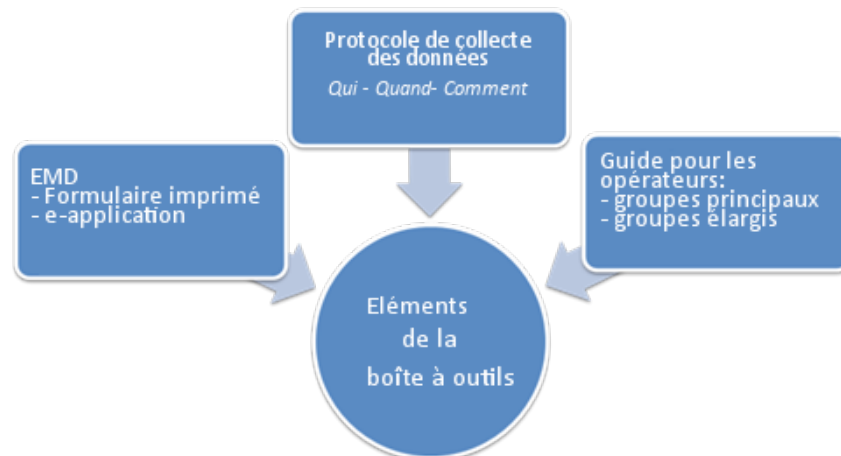 Protocole de collecte
des données
Qui - Quand- Comment
EMD
- Formulaire imprimé
- e-application
Guide pour les
opérateurs:
- groupes principaux
- groupes élargis
Eléments
de la
boîte à outils